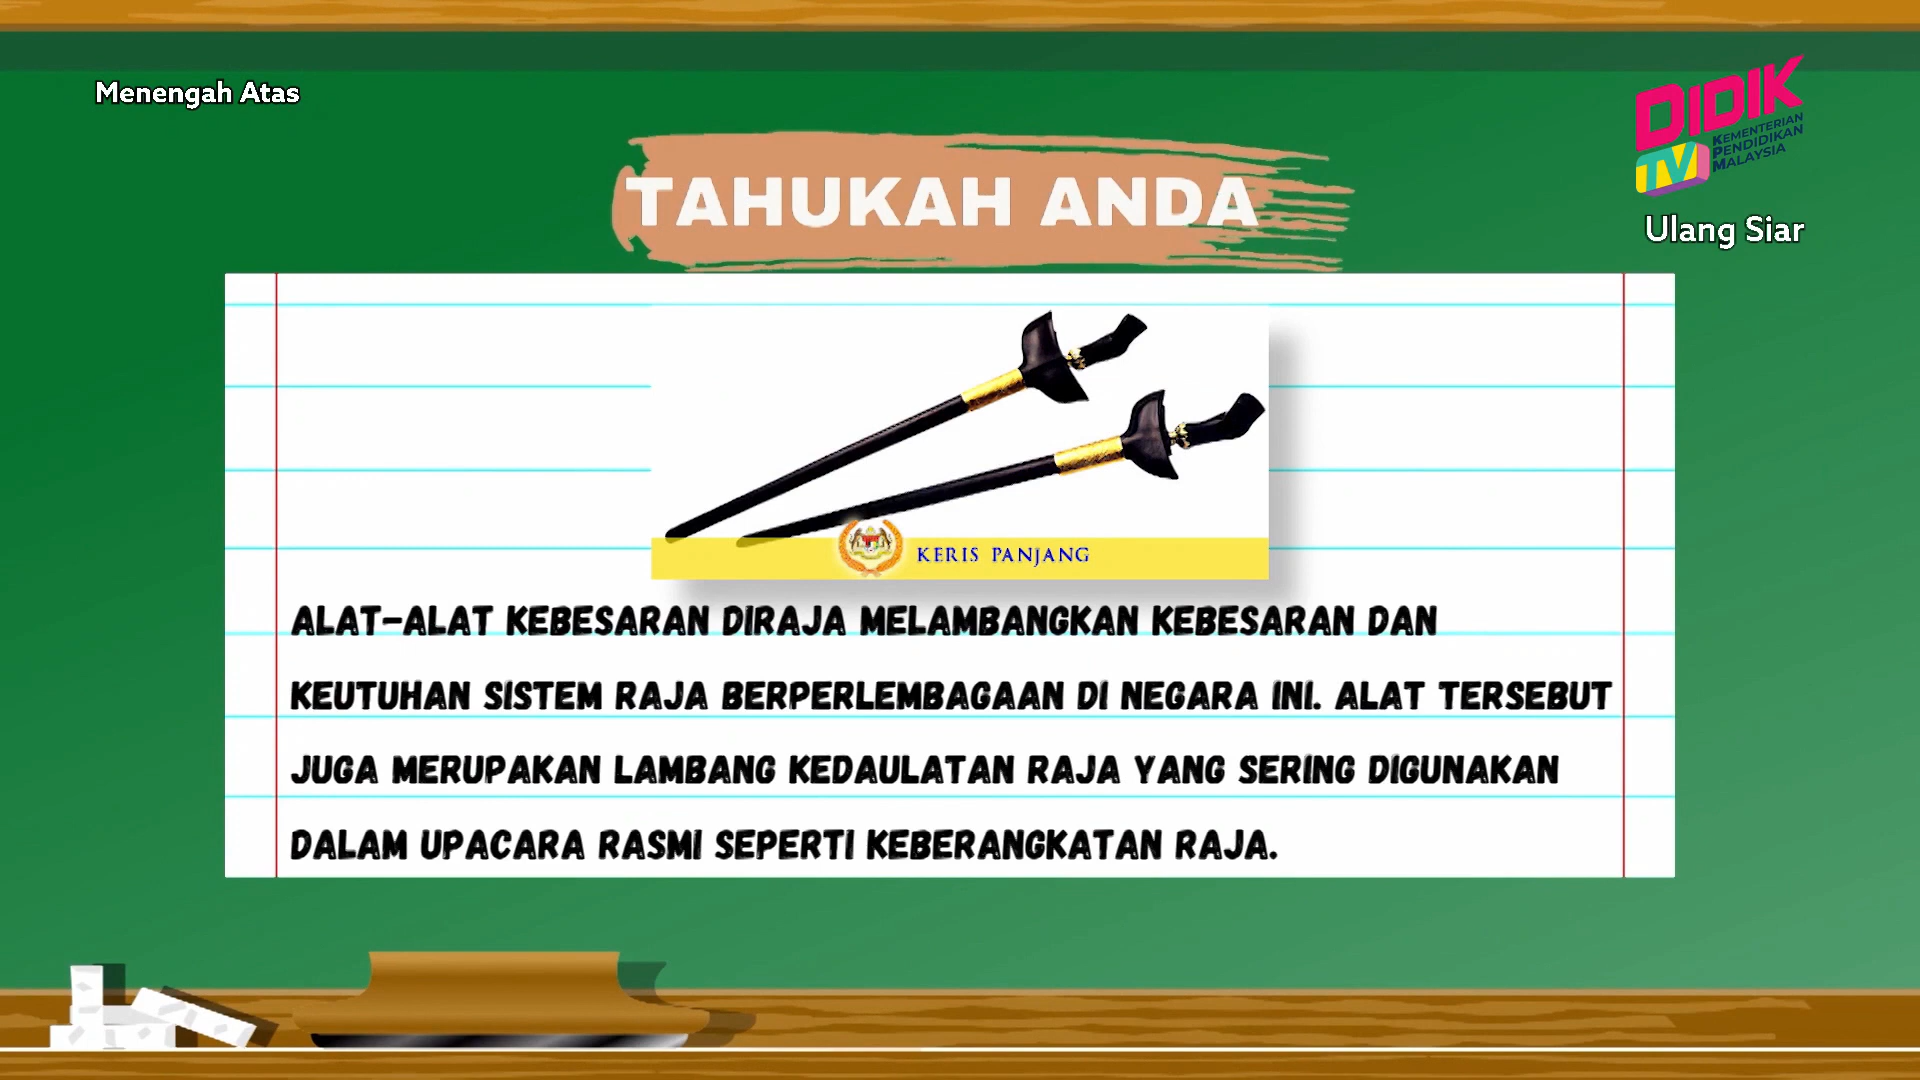 Menengah Atas
DIDIK
TV
KEMENTERIAN
PENDIDIKAN
MALAYSIA
Ulang Siar
TAHUKAH ANDA
KERIS PANJANG
ALAT-ALAT KEBESARAN DIRAJA MELAMBANGKAN KEBESARAN DAN
KEUTUHAN SISTEM RAJA BERPERLEMBAGAAN DI NEGARA INI. ALAT TERSEBUT
JUGA MERUPAKAN LAMBANG KEDAULATAN RAJA YANG SERING DIGUNAKAN
DALAM UPACARA RASMI SEPERTI KEBERANGKATAN RAJA.